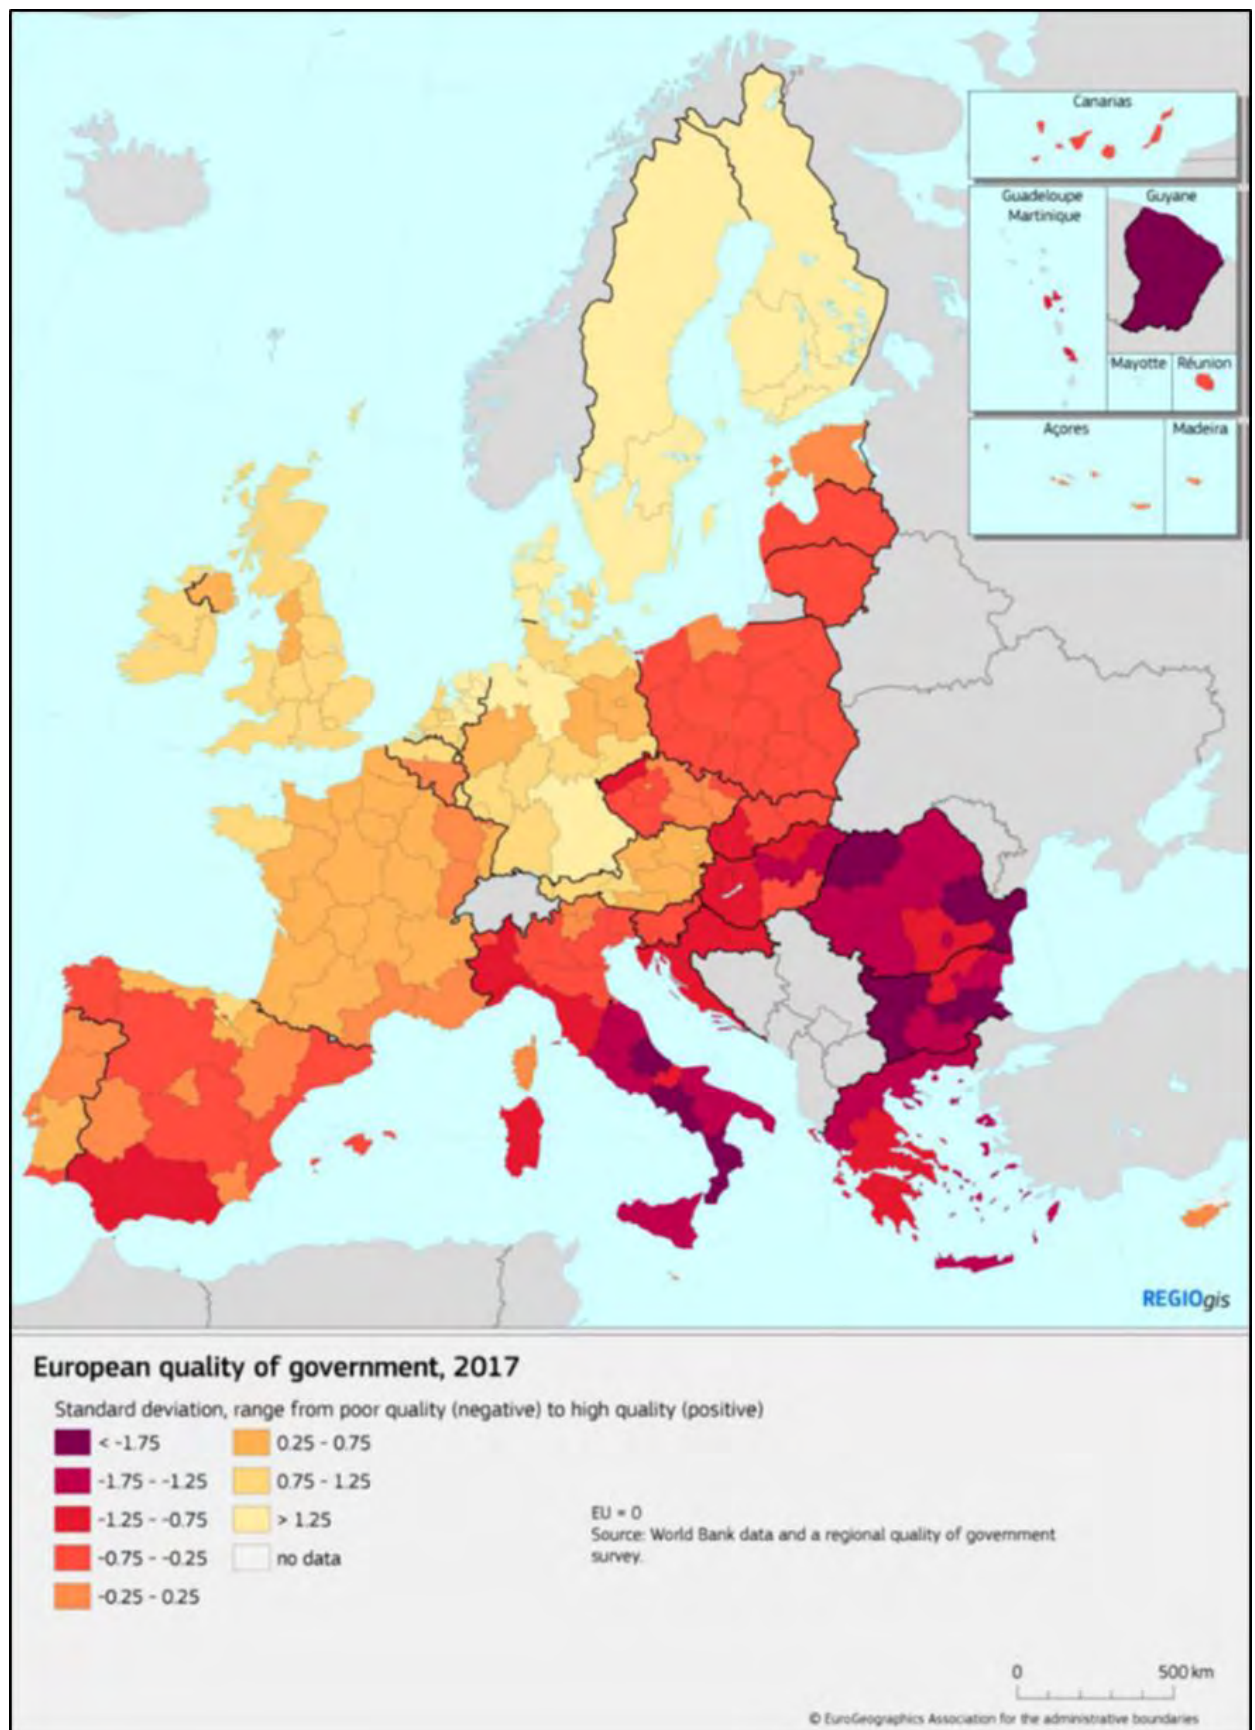 Canarias
Guadeloupe
Martinique
Guyane
Mayotte
Réunion
Açores
Madeira
REGIOgis
European quality of government, 2017
Standard deviation, range from poor quality (negative) to high quality (positive)
< -1.75
-1.75 - -1.25
-1.25 - -0.75
-0.75 - -0.25
-0.25 - 0.25
0.25 - 0.75
0.75 - 1.25
> 1.25
no data
EU = 0
Source: World Bank data and a regional quality of government
survey.
0 500 km
© EuroGeographics Association for the administrative boundaries